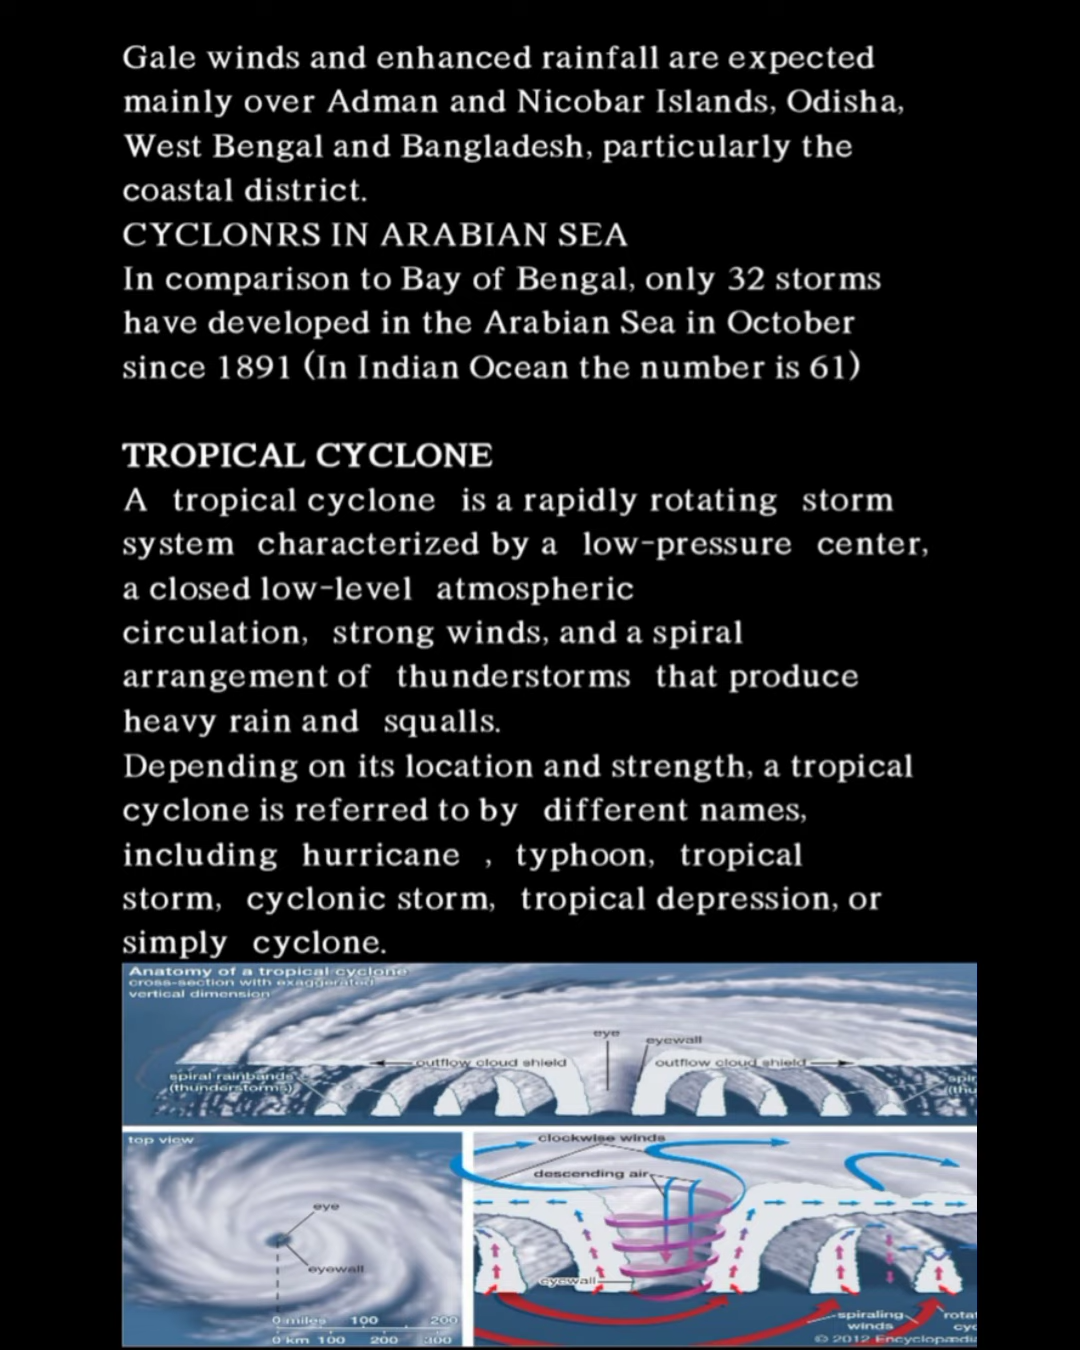 Gale winds and enhanced rainfall are expected
mainly over Adman and Nicobar Islands, Odisha,
West Bengal and Bangladesh, particularly the
coastal district.
CYCLONRS IN ARABIAN SEA
In comparison to Bay of Bengal, only 32 storms
have developed in the Arabian Sea in October
since 1891 (In Indian Ocean the number is 61)
TROPICAL CYCLONE
A tropical cyclone is a rapidly rotating storm
system characterized by a low-pressure center,
a closed low-level atmospheric
circulation, strong winds, and a spiral
arrangement of thunderstorms that produce
heavy rain and squalls.
Depending on its location and strength, a tropical
cyclone is referred to by different names,
including hurricane , typhoon, tropical
storm, cyclonic storm, tropical depression, or
simply cyclone.
Anatomy of a tropical cyclone
cross-section with exaggerated
vertical dimension
eye
eyewall
outflow cloud shield
outflow cloud shield
spiral rainbands
(thunderstorms)
spir
(thu
top view
eye
eyewall
0 miles 100 200
0 km 100 200 300
clockwise winds
descending air
eyewall
spiraling
winds
rota
cyc
© 2012 Encyclopædi